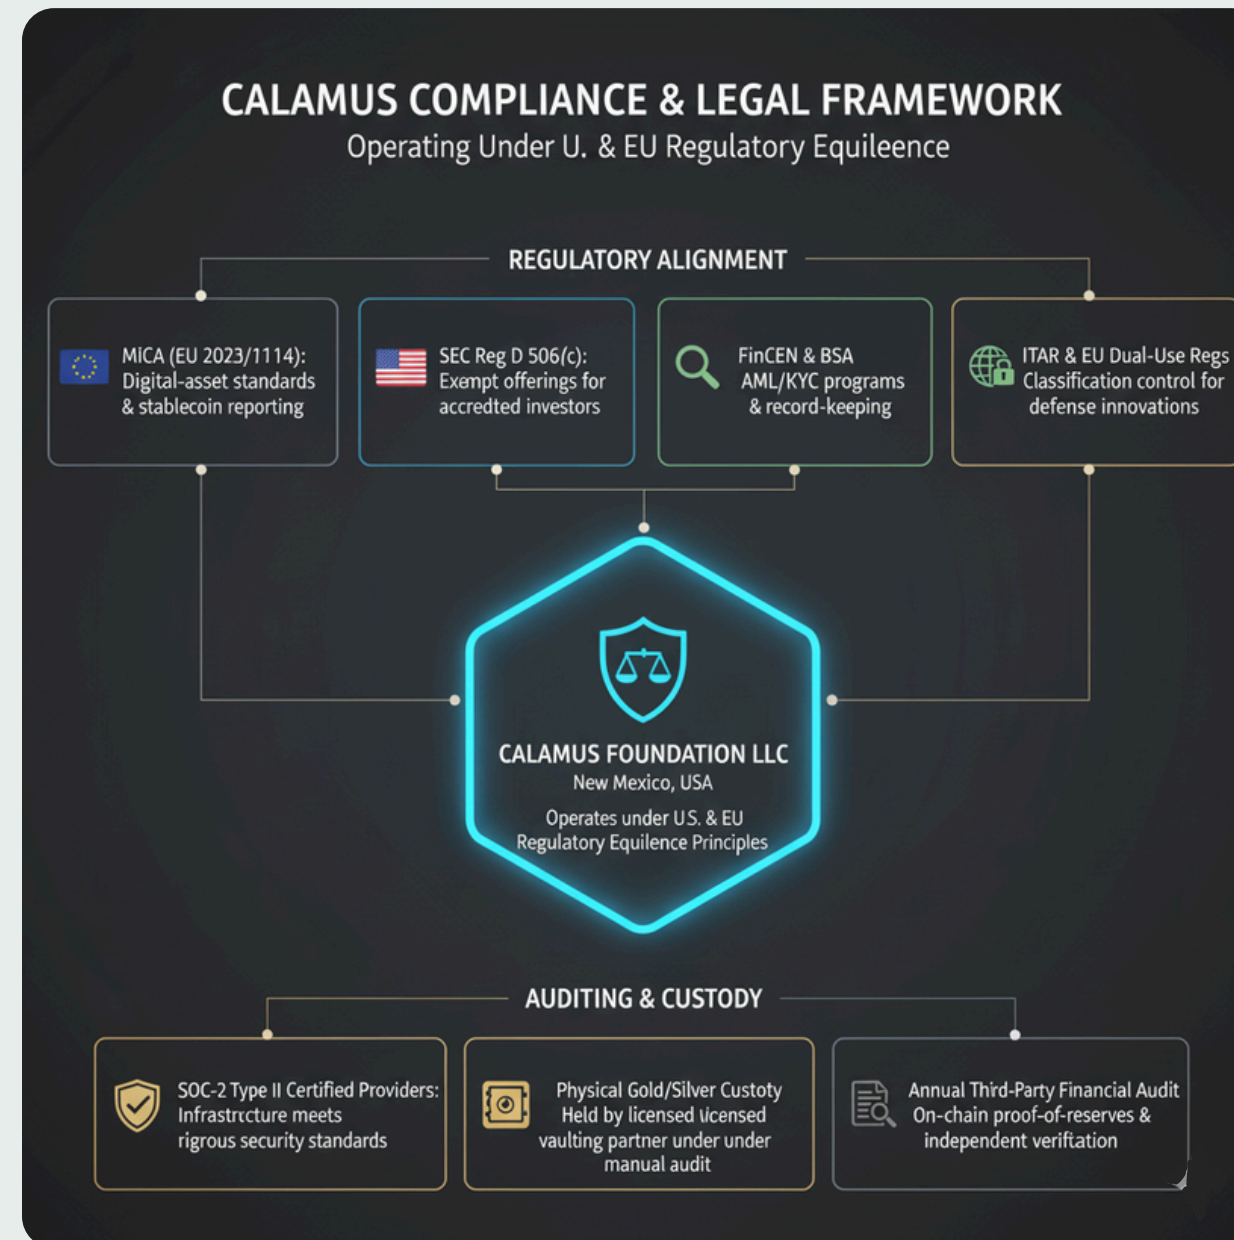 CALAMUS COMPLIANCE & LEGAL FRAMEWORK
Operating Under U. & EU Regulatory Equileence
REGULATORY ALIGNMENT
MiCA (EU 2023/1114):
Digital-asset standards
& stablecoin reporting
SEC Reg D 506(c):
Exempt offerings for
accredted investors
FinCEN & BSA
AML/KYC programs
& record-keeping
ITAR & EU Dual-Use Regs
Classification control for
defense innovations
CALAMUS FOUNDATION LLC
New Mexico, USA
Operates under U.S. & EU
Regulatory Equilence Principles
AUDITING & CUSTODY
SOC-2 Type II Certified Providers:
Infrastrcture meets
rigrous security standards
Physical Gold/Silver Custoty
Held by licensed licensed
vaulting partner under under
manual audit
Annual Third-Party Financial Audit
On-chain proof-of-reserves &
independent verifitation